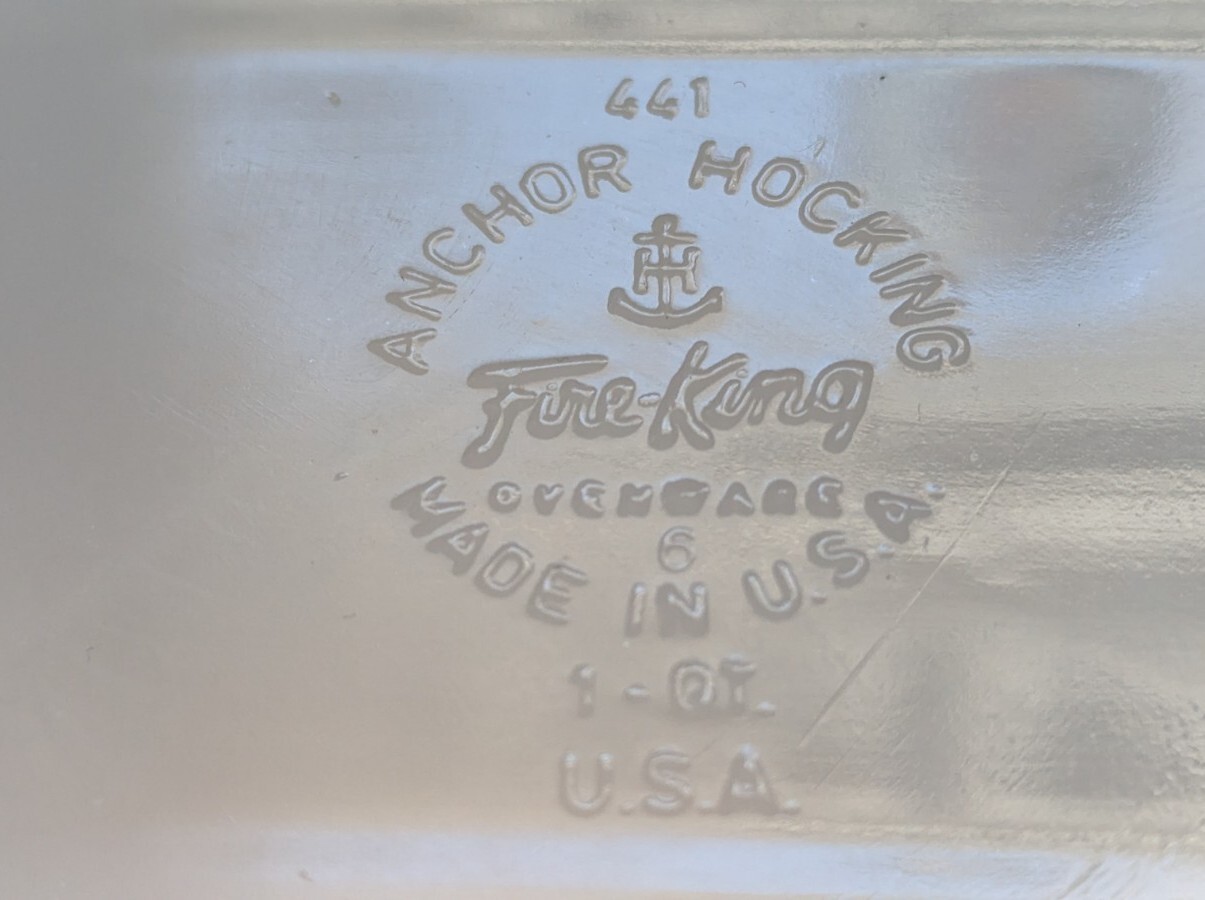 441
ANCHOR HOCKING
Fire-King
OVENWARE
6
MADE IN U.S.A.
1-QT.
U.S.A.